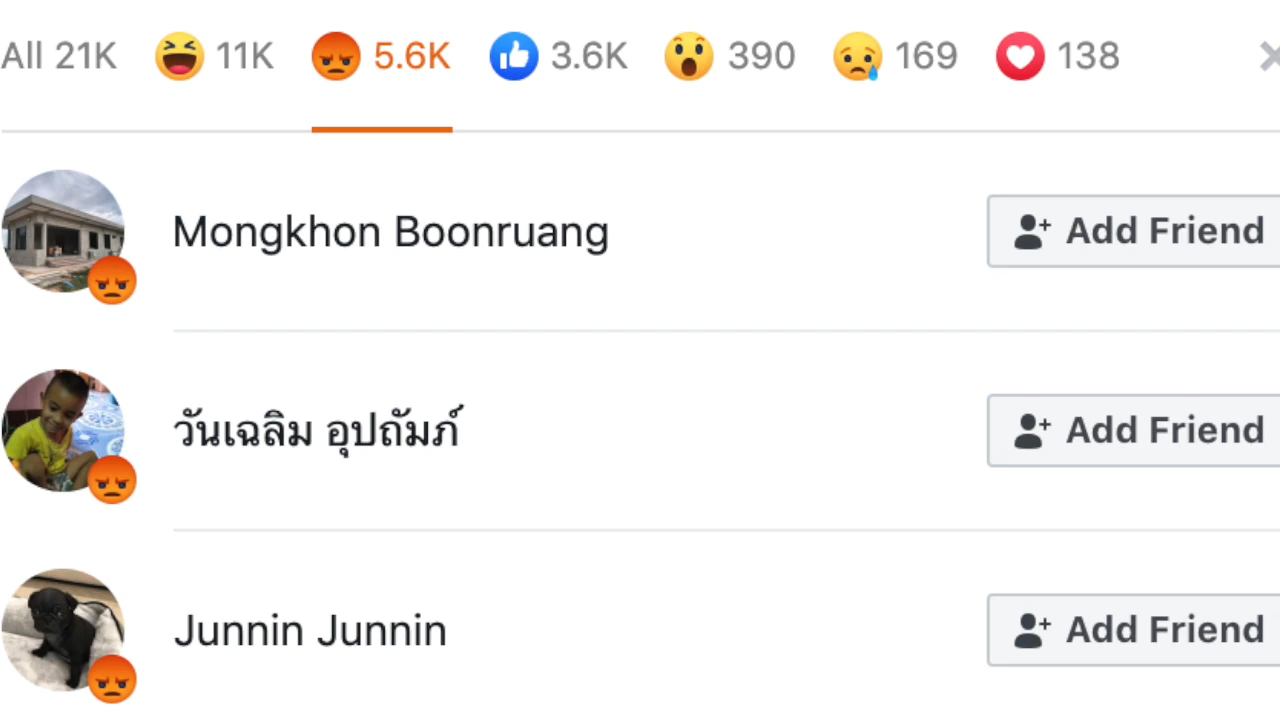 All 21K 11K 5.6K 3.6K 390 169 138
Mongkhon Boonruang Add Friend
วันเฉลิม อุปถัมภ์ Add Friend
Junnin Junnin Add Friend